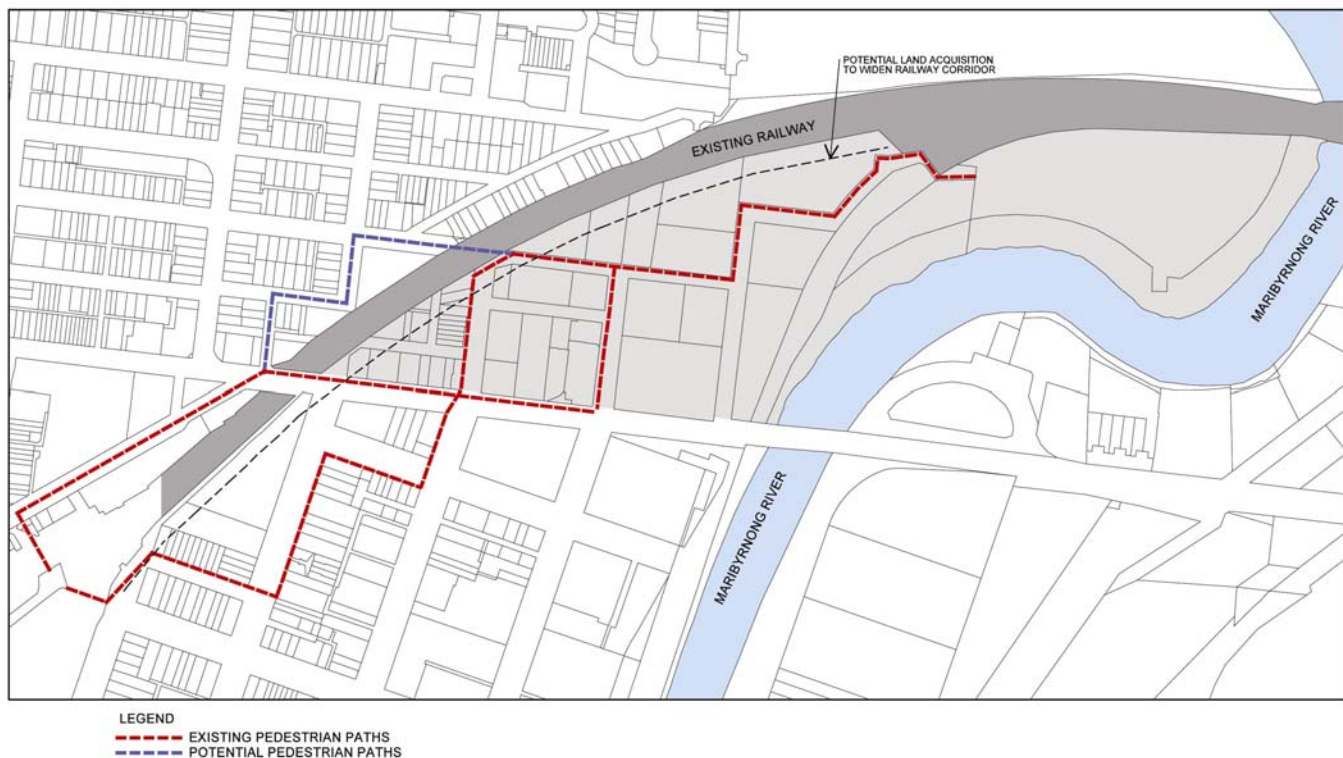 POTENTIAL LAND ACQUISITION
TO WIDEN RAILWAY CORRIDOR
EXISTING RAILWAY
MARIBYRNONG RIVER
MARIBYRNONG RIVER
LEGEND
EXISTING PEDESTRIAN PATHS
POTENTIAL PEDESTRIAN PATHS